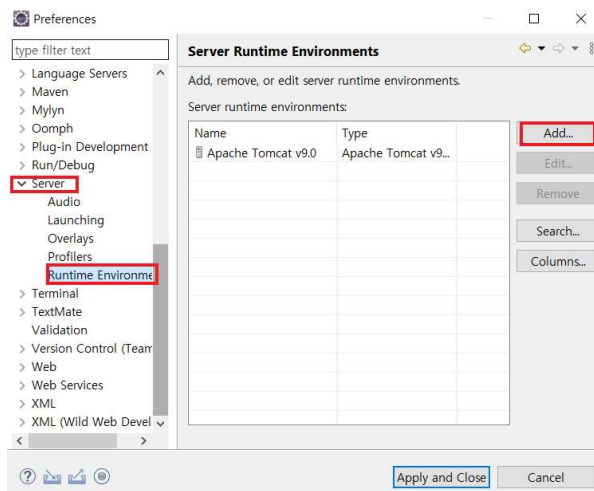 Preferences
type filter text
Server Runtime Environments
Language Servers
Maven
Mylyn
Oomph
Plug-in Development
Run/Debug
Server
Audio
Launching
Overlays
Profilers
Runtime Environme
Terminal
TextMate
Validation
Version Control (Team
Web
Web Services
XML
XML (Wild Web Devel
Add, remove, or edit server runtime environments.
Server runtime environments:
Name Type
Apache Tomcat v9.0 Apache Tomcat v9...
Add...
Edit...
Remove
Search...
Columns...
Apply and Close
Cancel